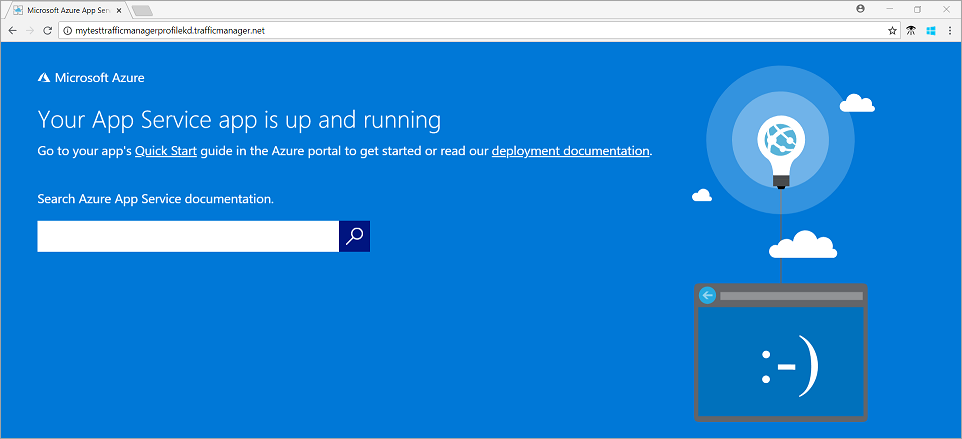 Microsoft Azure App Serv
mytesttrafficmanagerprofilekd.trafficmanager.net
Microsoft Azure
Your App Service app is up and running
Go to your app's Quick Start guide in the Azure portal to get started or read our deployment documentation.
Search Azure App Service documentation.
:-)